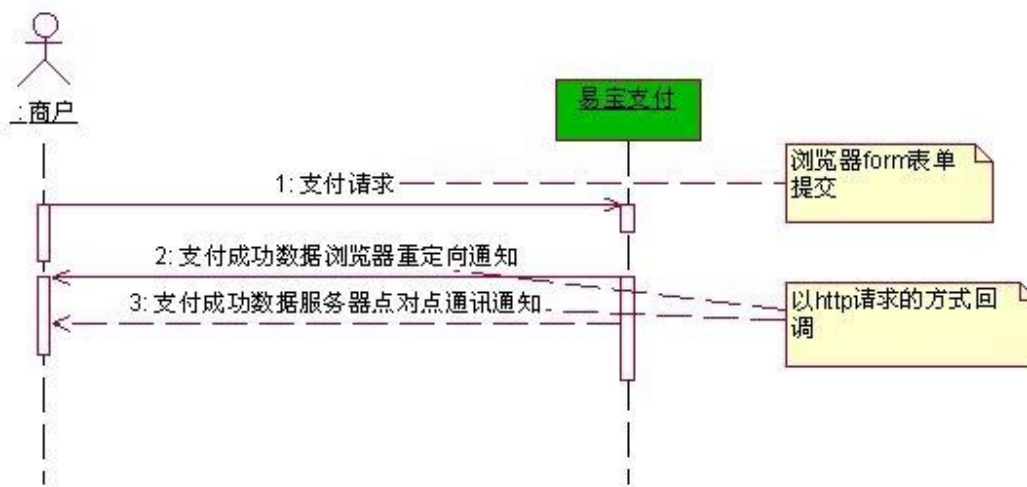 :商户
易宝支付
浏览器form表单
提交
1: 支付请求
2: 支付成功数据浏览器重定向通知
3: 支付成功数据服务器点对点通讯通知
以http请求的方式回
调